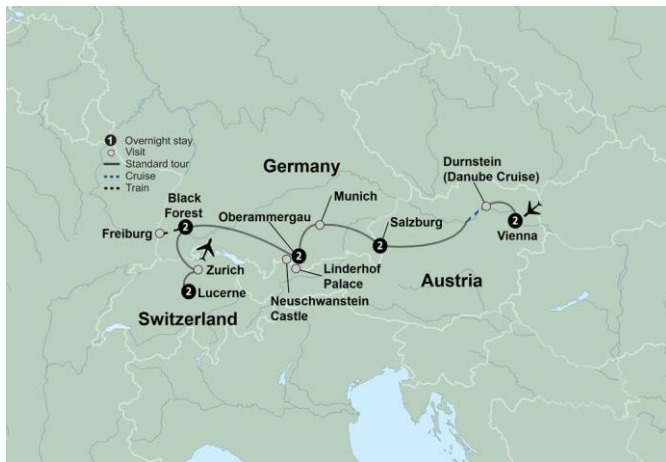 1 Overnight stay
Visit
Standard tour
Cruise
Train
Germany
Durnstein
(Danube Cruise)
Munich
Black
Forest
2
Oberammergau
Salzburg
2
2
Vienna
Freiburg
2
Linderhof
Palace
Austria
Zurich
Neuschwanstein
Castle
2 Lucerne
Switzerland